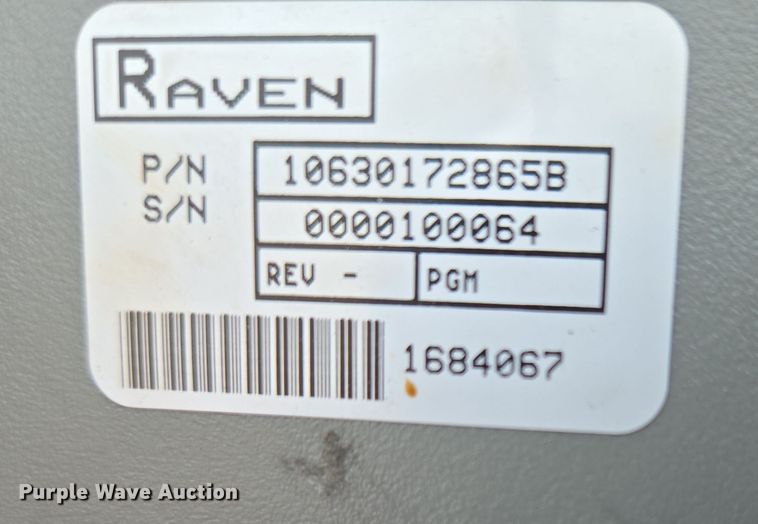 RAVEN
P/N 10630172865B
S/N 0000100064
REV - PGM
1684067
Purple Wave Auction